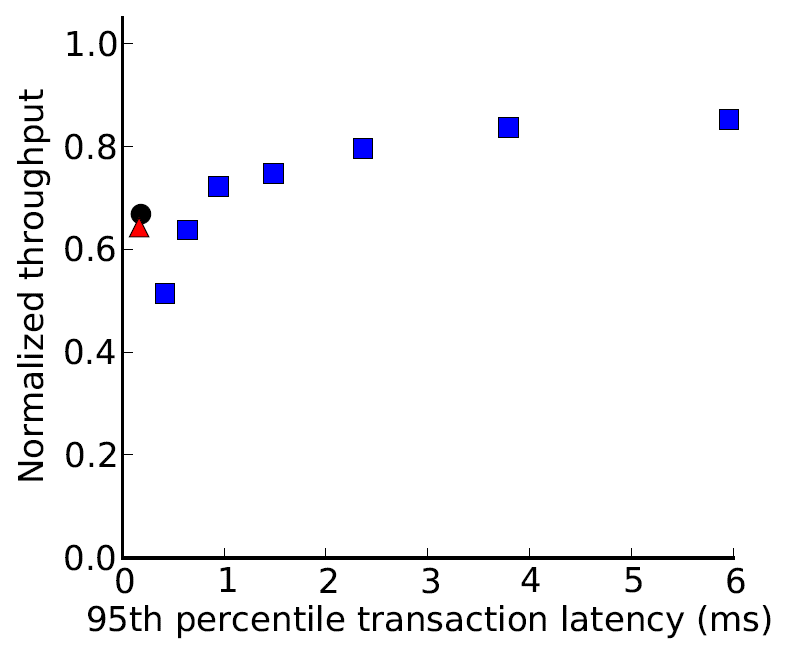 Normalized throughput
1.0
0.8
0.6
0.4
0.2
0.0
0 1 2 3 4 5 6
95th percentile transaction latency (ms)